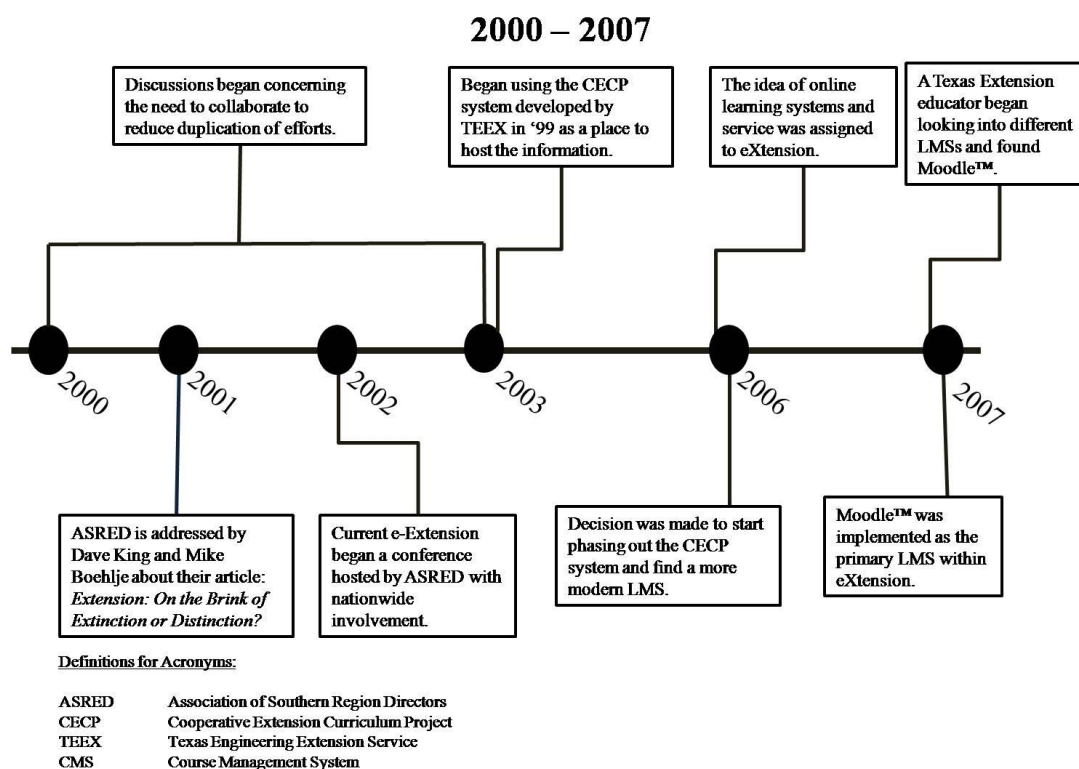 2000 – 2007
Discussions began concerning
the need to collaborate to
reduce duplication of efforts.
Began using the CECP
system developed by
TEEX in ‘99 as a place to
host the information.
The idea of online
learning systems and
service was assigned
to eXtension.
A Texas Extension
educator began
looking into different
LMSs and found
Moodle™.
2000
2001
2002
2003
2006
2007
ASRED is addressed by
Dave King and Mike
Boehlje about their article:
Extension: On the Brink of
Extinction or Distinction?
Current e-Extension
began a conference
hosted by ASRED with
nationwide
involvement.
Decision was made to start
phasing out the CECP
system and find a more
modern LMS.
Moodle™ was
implemented as the
primary LMS within
eXtension.
Definitions for Acronyms:
ASRED Association of Southern Region Directors
CECP Cooperative Extension Curriculum Project
TEEX Texas Engineering Extension Service
CMS Course Management System